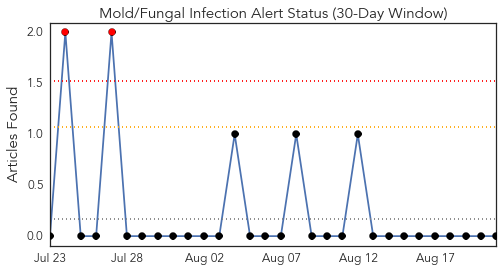 Mold/Fungal Infection Alert Status (30-Day Window)
Articles Found
2.0
1.5
1.0
0.5
0.0
Jul 23
Jul 28
Aug 02
Aug 07
Aug 12
Aug 17